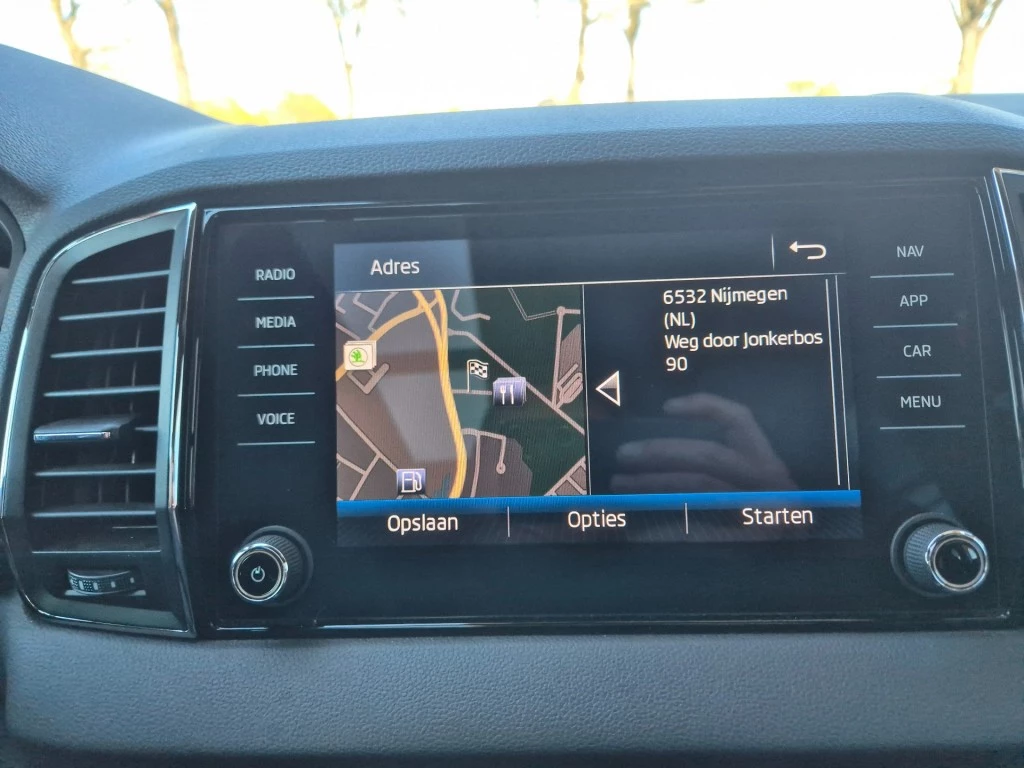 RADIO
MEDIA
PHONE
VOICE
Adres
6532 Nijmegen
(NL)
Weg door Jonkerbos
90
Opslaan
Opties
Starten
NAV
APP
CAR
MENU